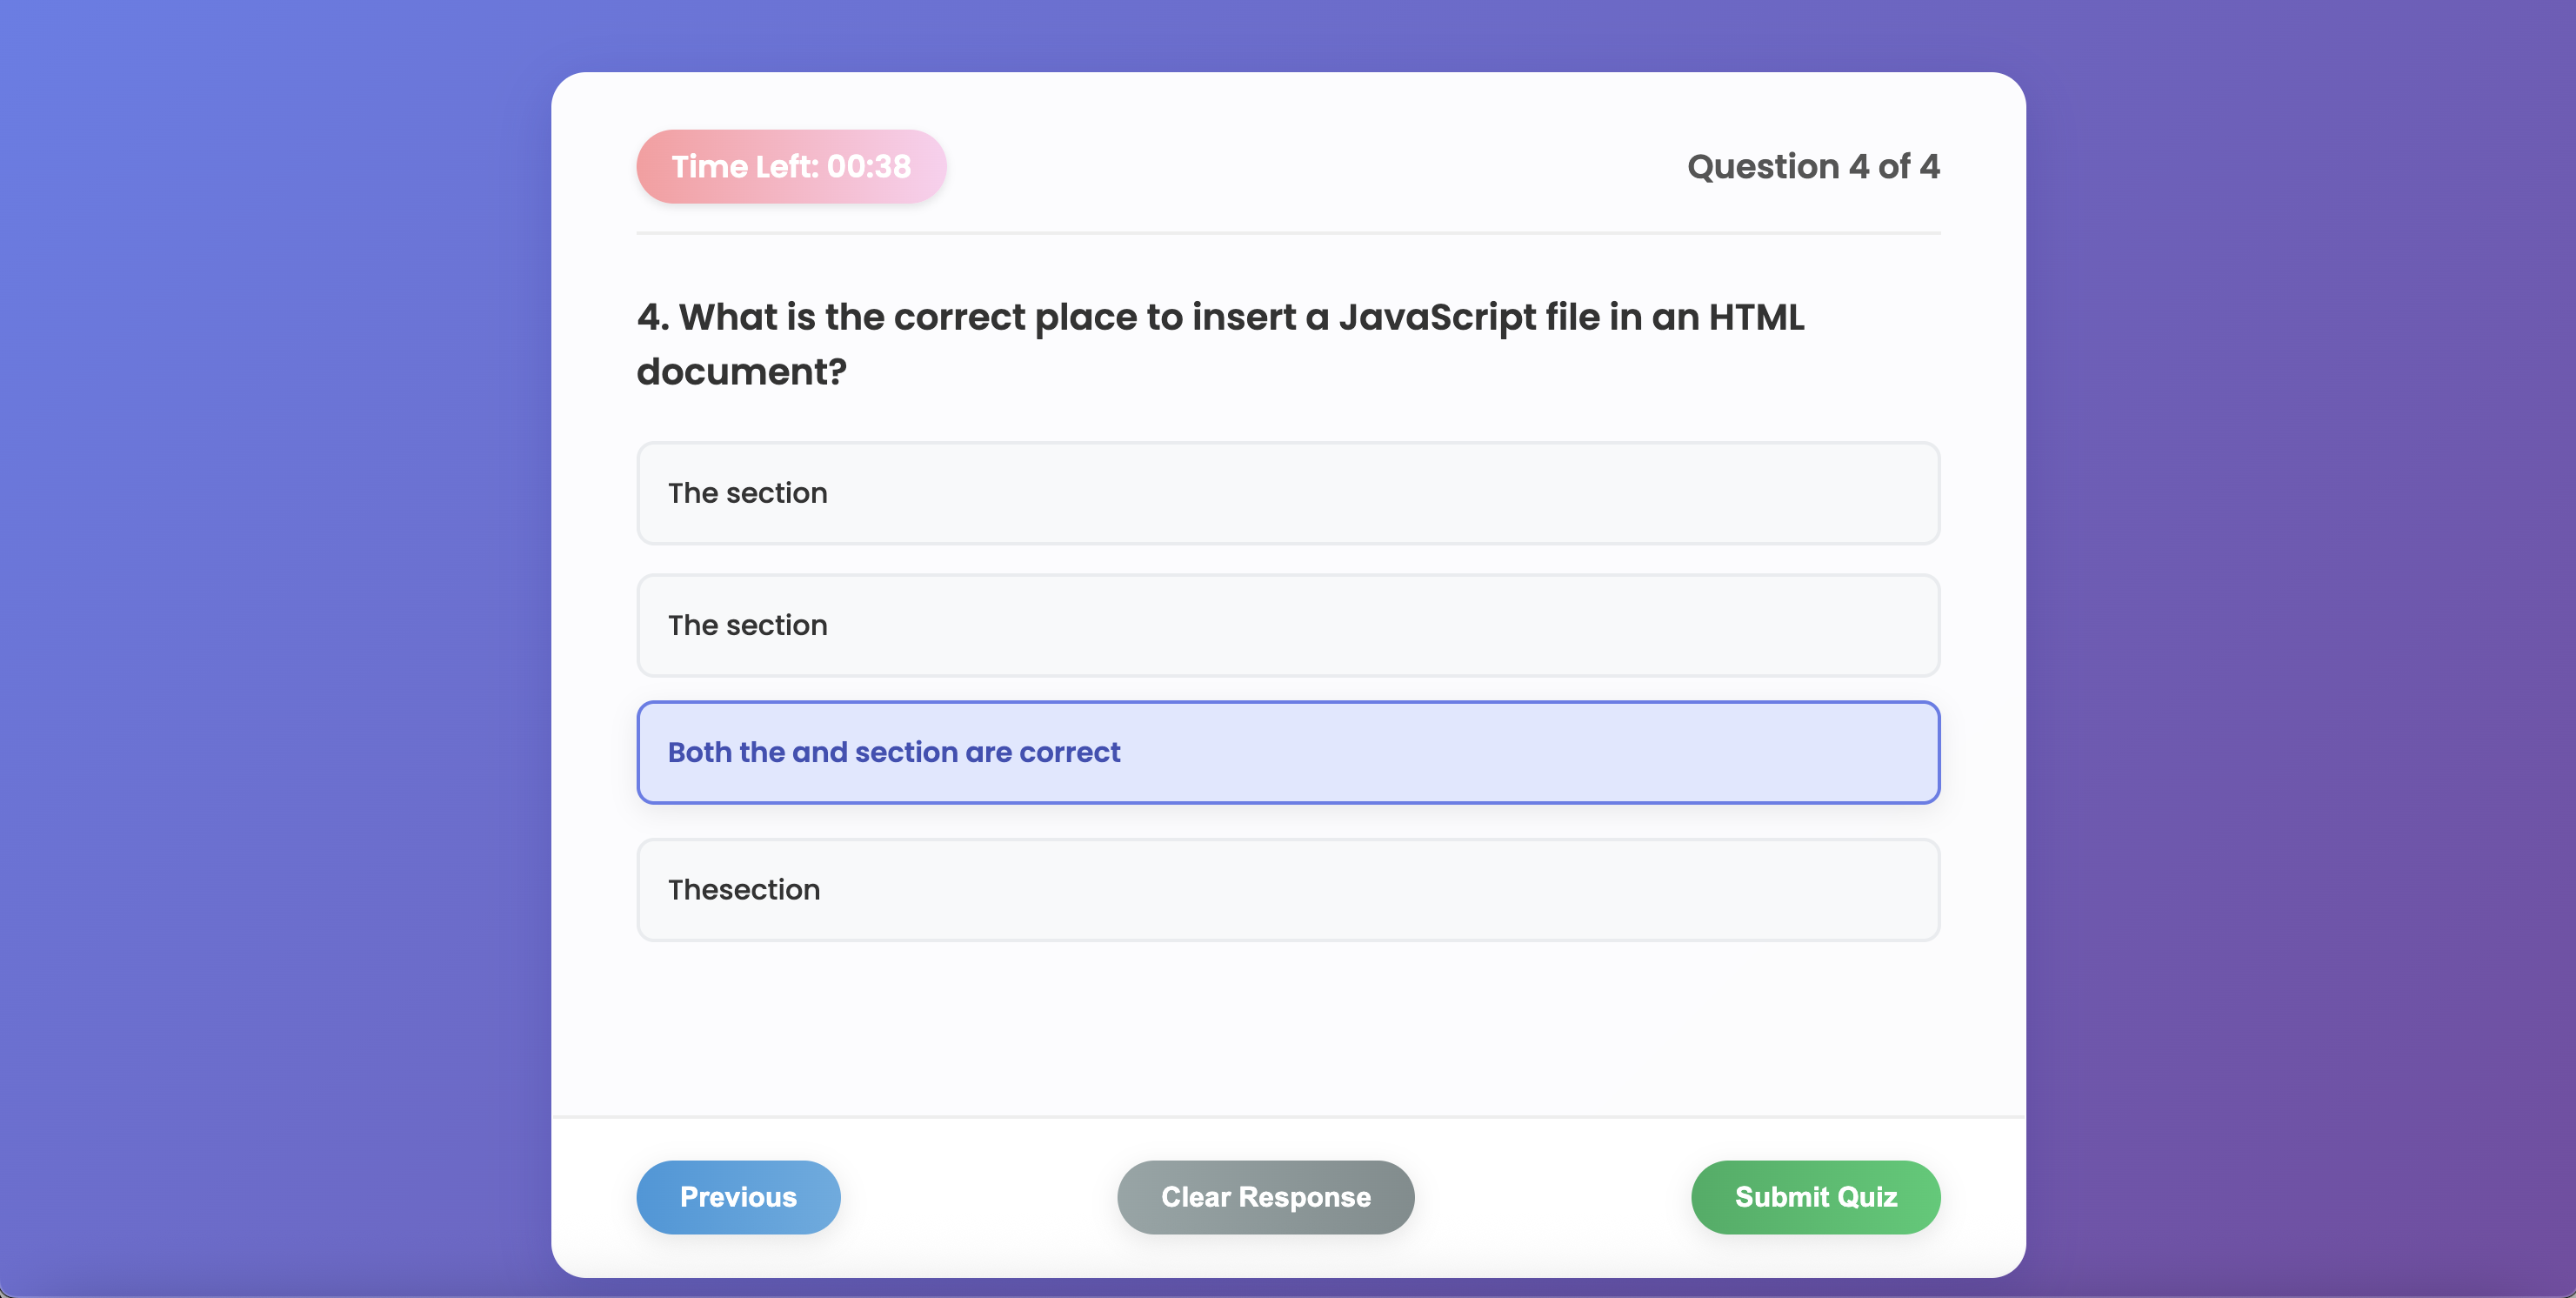 Time Left: 00:38
Question 4 of 4
4. What is the correct place to insert a JavaScript file in an HTML
document?
The section
The section
Both the and section are correct
Thesection
Previous
Clear Response
Submit Quiz